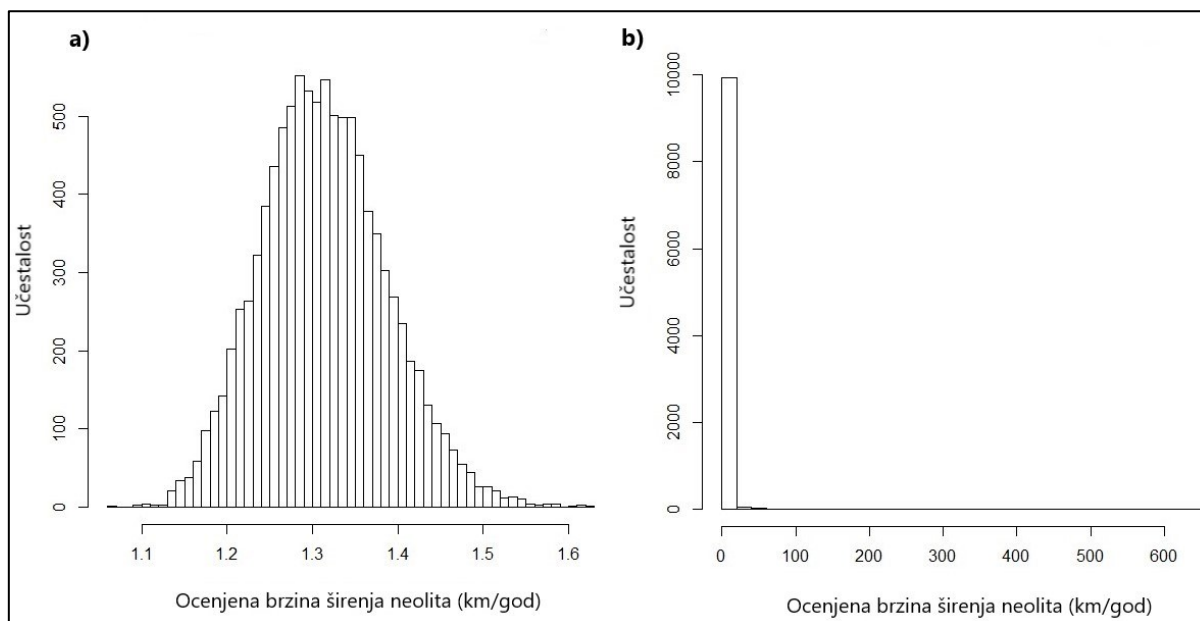 a)
Učestalost
0
100
200
300
400
500
1.1 1.2 1.3 1.4 1.5 1.6
Ocenjena brzina širenja neolita (km/god)
b)
Učestalost
0
2000
4000
6000
8000
10000
0 100 200 300 400 500 600
Ocenjena brzina širenja neolita (km/god)